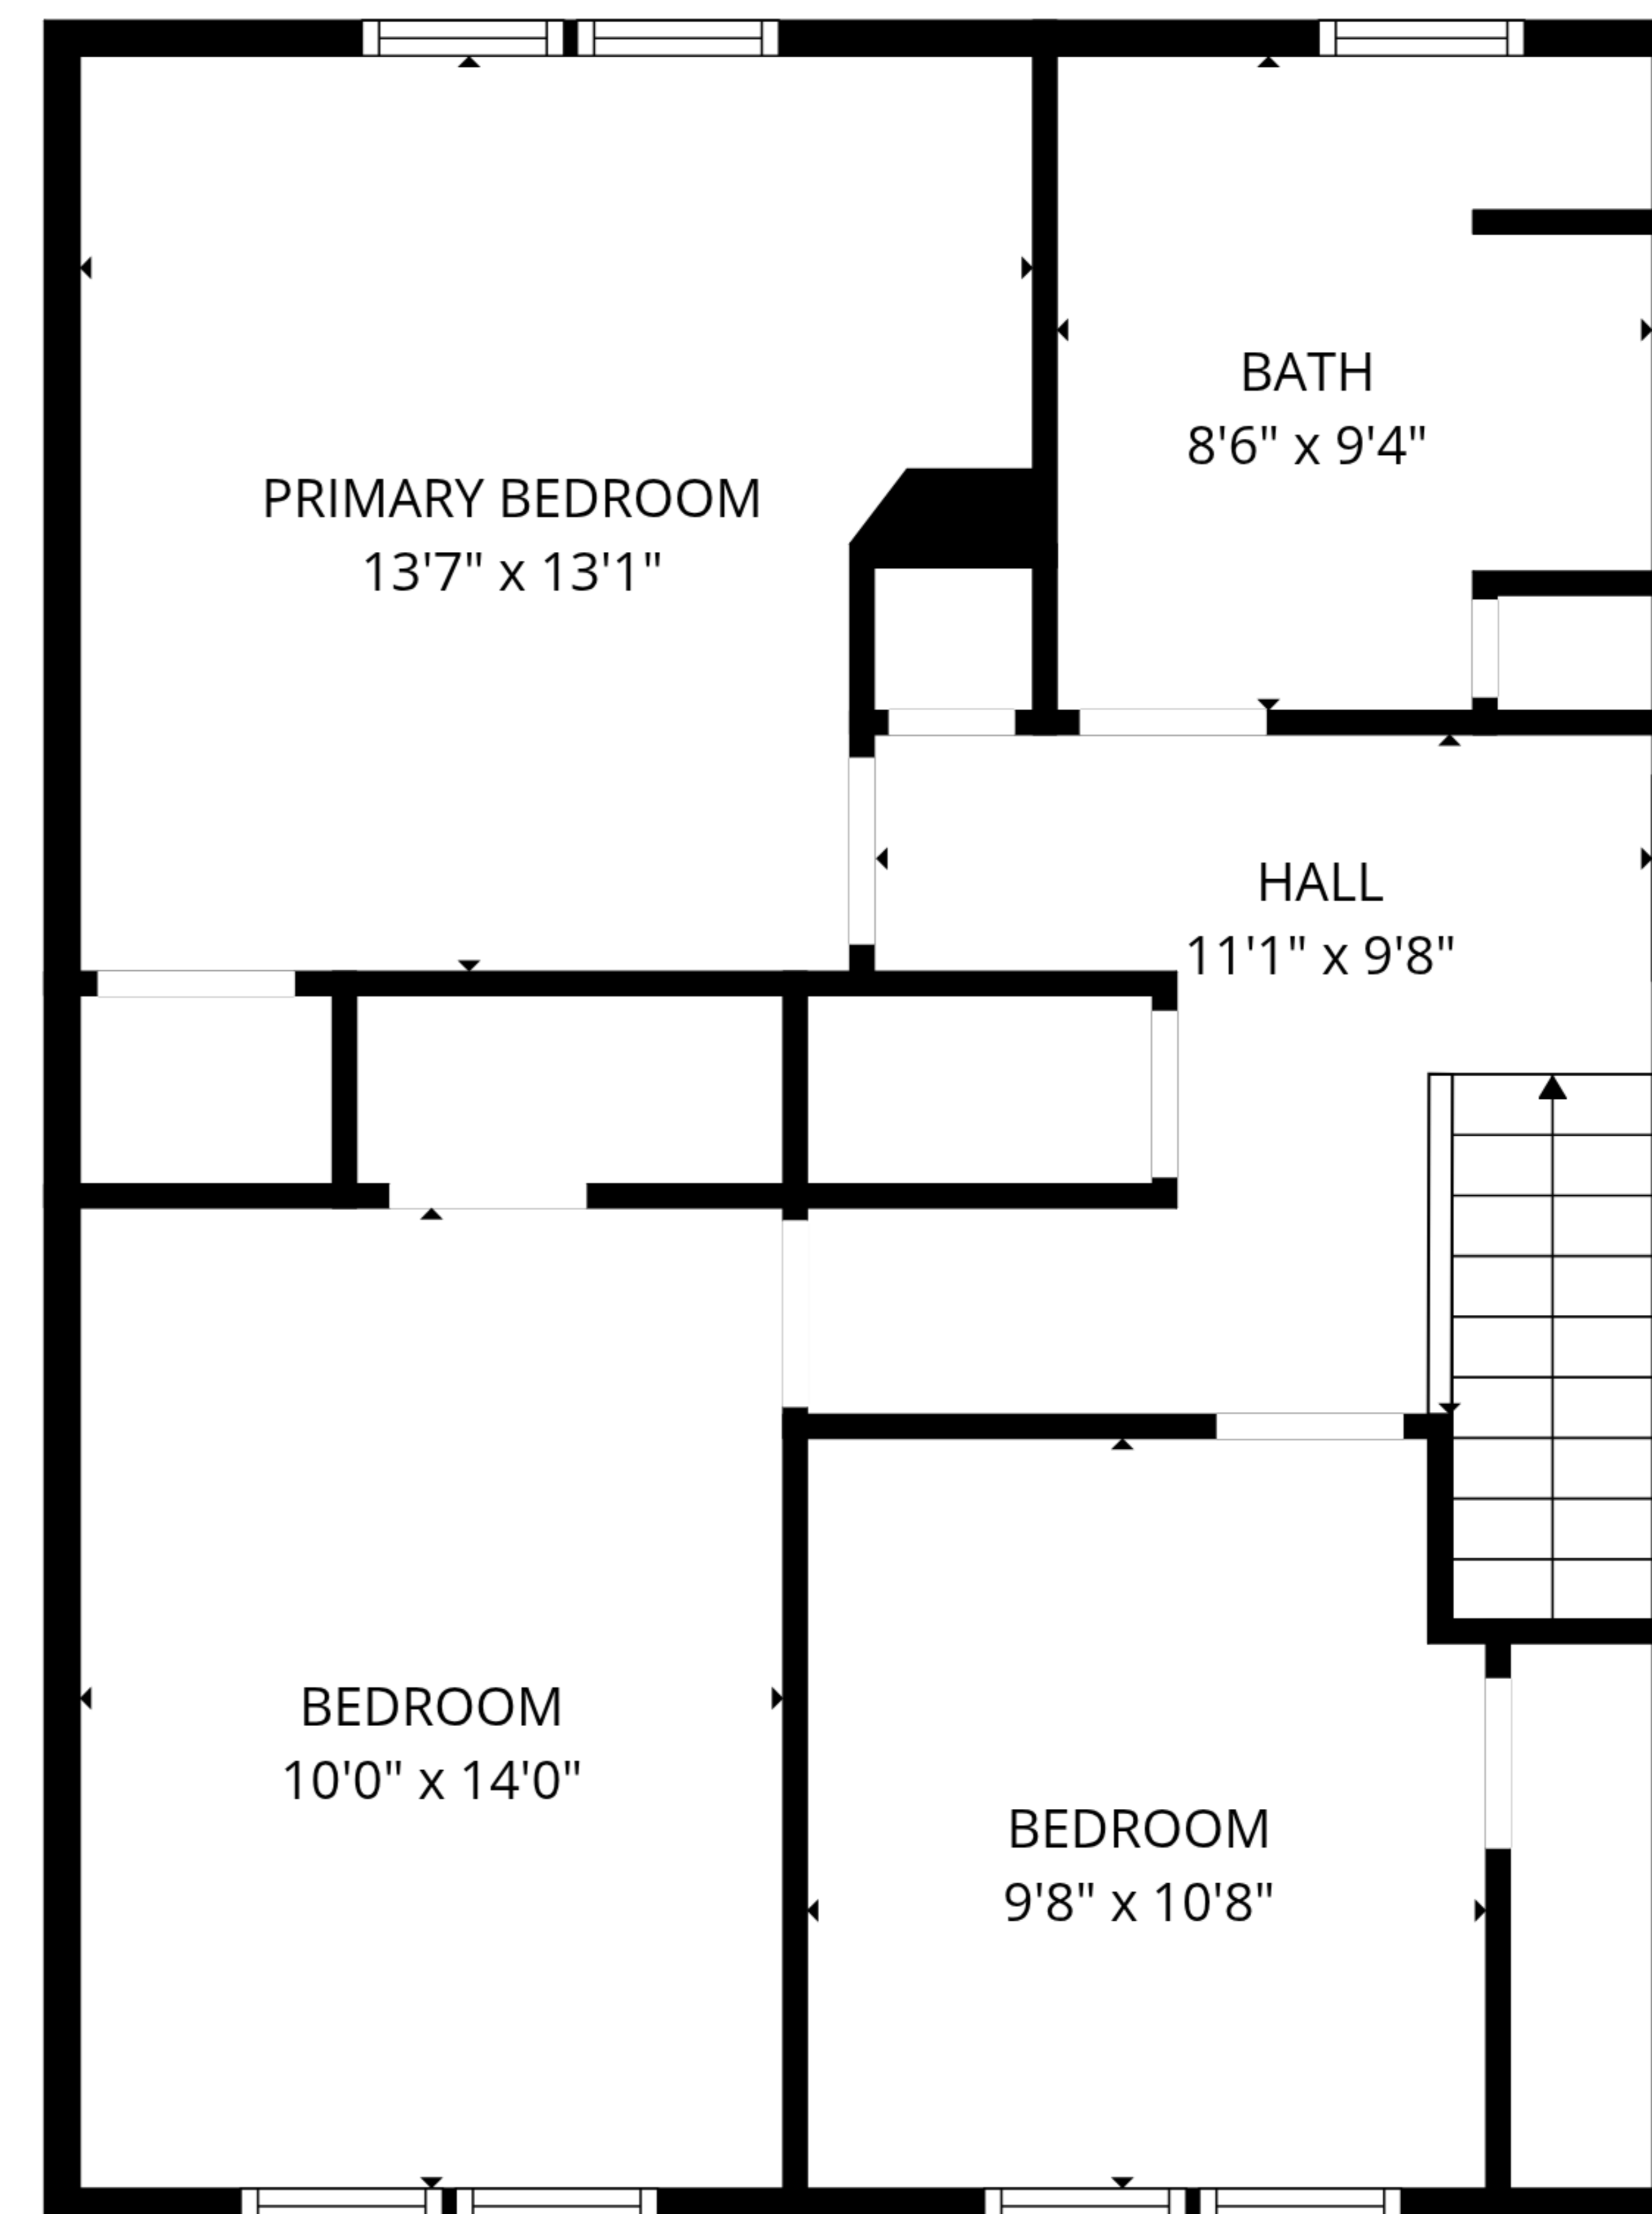 BATH
8'6" x 9'4"
PRIMARY BEDROOM
13'7" x 13'1"
HALL
11'1" x 9'8"
BEDROOM
10'0" x 14'0"
BEDROOM
9'8" x 10'8"